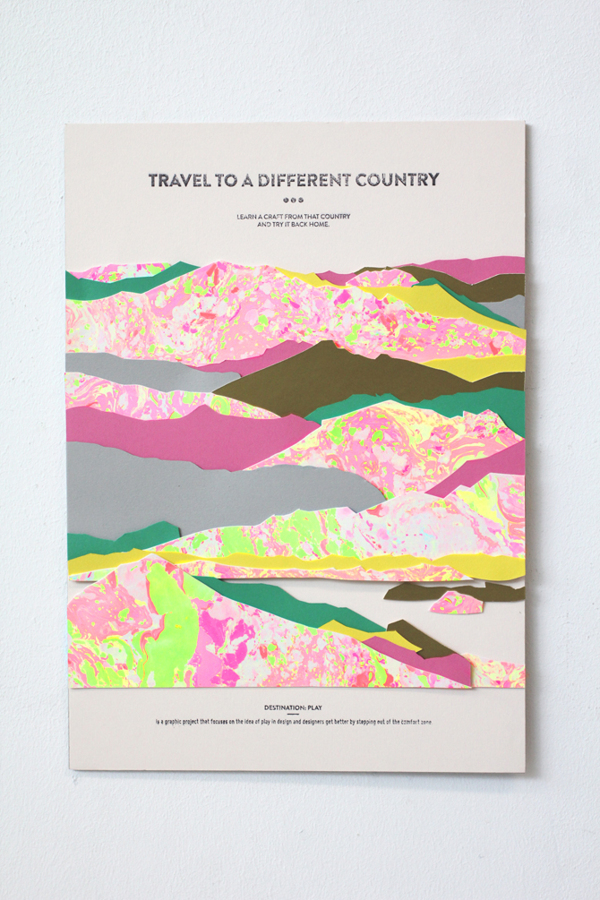 TRAVEL TO A DIFFERENT COUNTRY
LEARN A CRAFT FROM THAT COUNTRY
AND TRY IT BACK HOME.
DESTINATION: PLAY
is a graphic project that focuses on the idea of play in design and designers get better by stepping out of the comfort zone